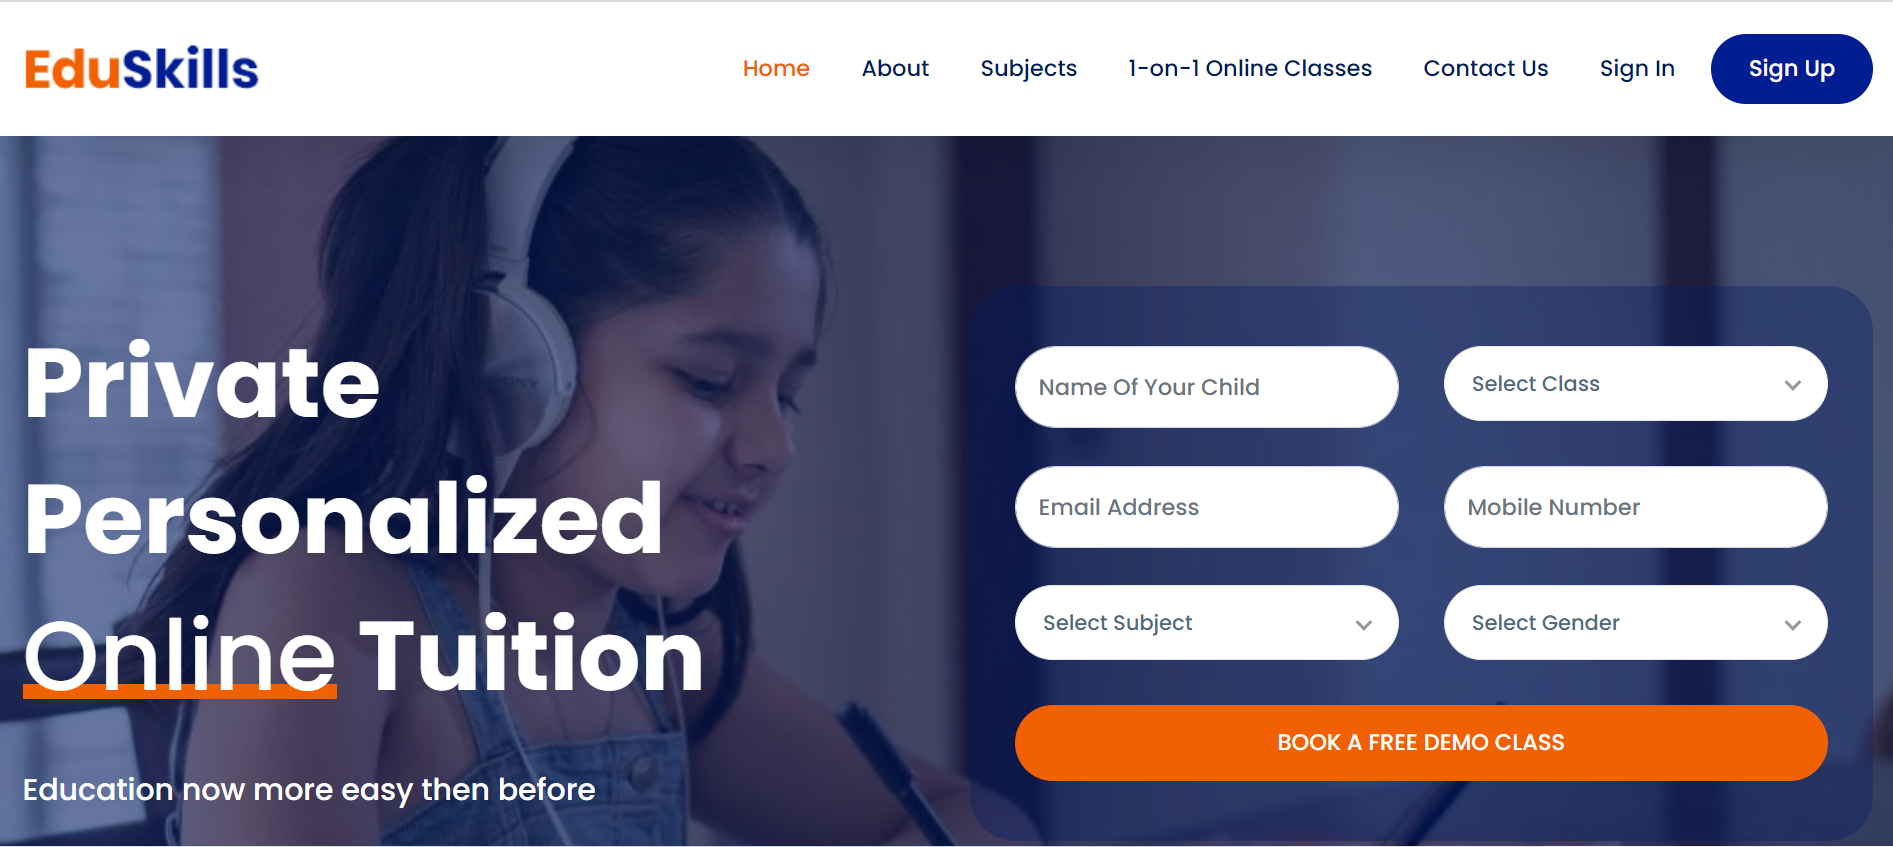 EduSkills
Home About Subjects 1-on-1 Online Classes Contact Us Sign In Sign Up
Private
Personalized
Online Tuition
Education now more easy then before
Name Of Your Child
Select Class
Email Address
Mobile Number
Select Subject
Select Gender
BOOK A FREE DEMO CLASS
SONY